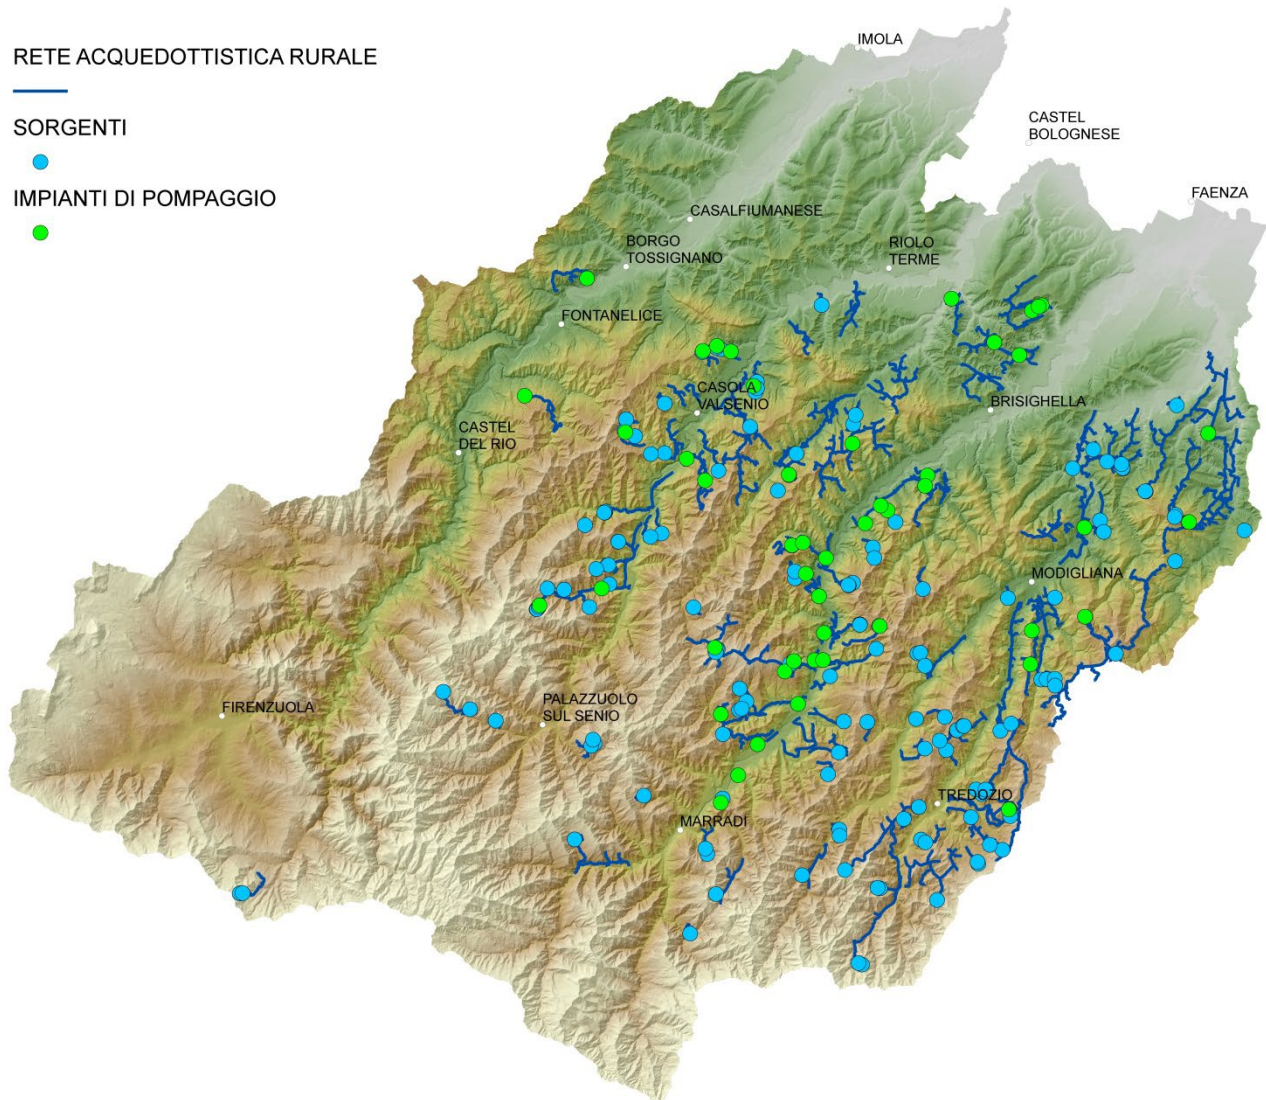 RETE ACQUEDOTTISTICA RURALE
SORGENTI
IMPIANTI DI POMPAGGIO
IMOLA
CASTEL
BOLOGNESE
FAENZA
CASALFIUMANESE
BORGO
TOSSIGNANO
RIOLO
TERME
FONTANELICE
CASOLA
VALSENIO
BRISIGHELLA
CASTEL
DEL RIO
MODIGLIANA
FIRENZUOLA
PALAZZUOLO
SUL SENIO
TREDOZIO
MARRADI